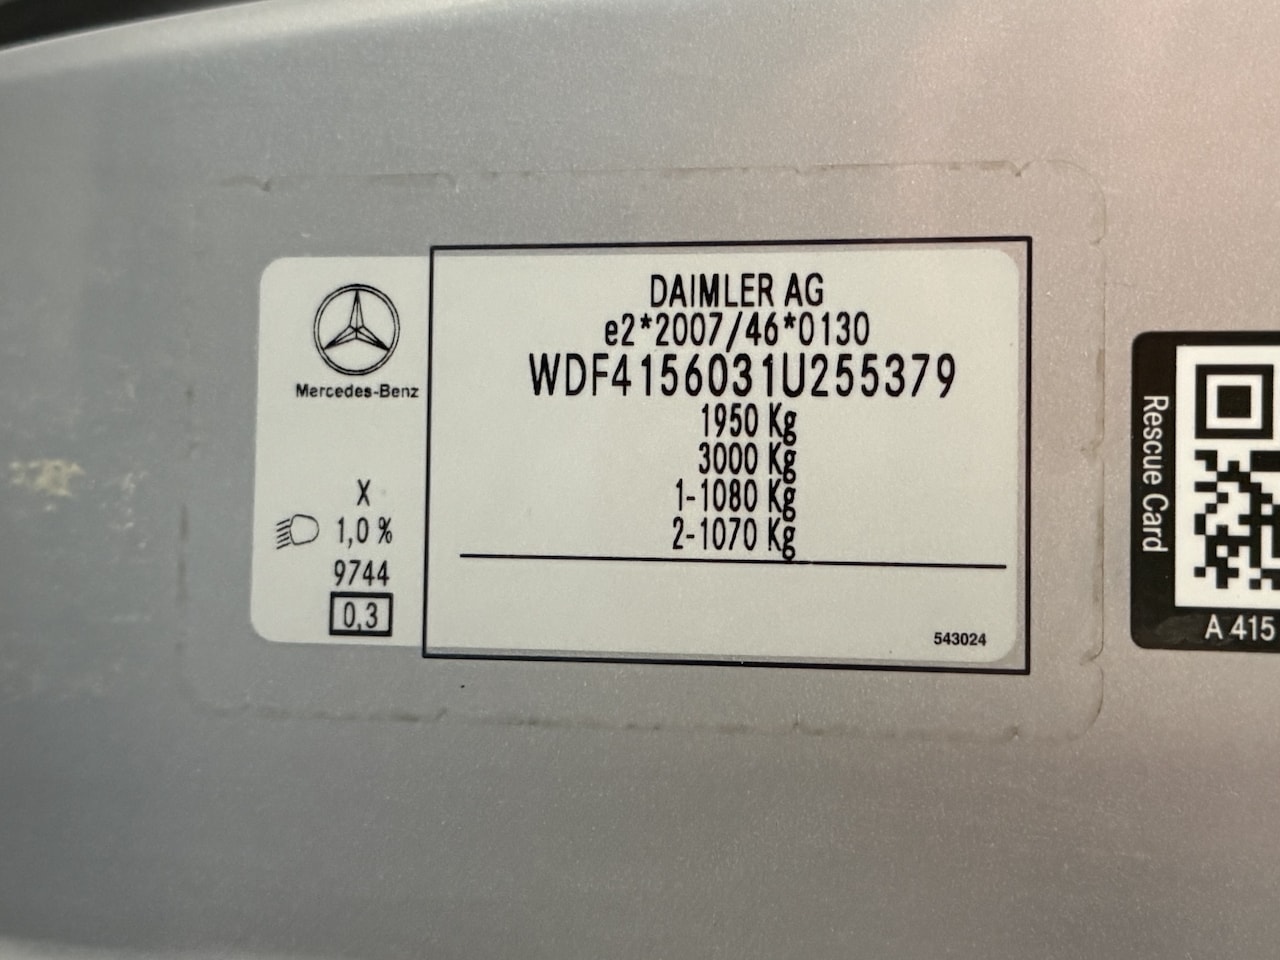 DAIMLER AG
e2*2007/46*0130
WDF4156031U255379
1950 Kg
3000 Kg
1-1080 Kg
2-1070 Kg
543024
Mercedes-Benz
X
1,0 %
9744
0,3
Rescue Card
A 415